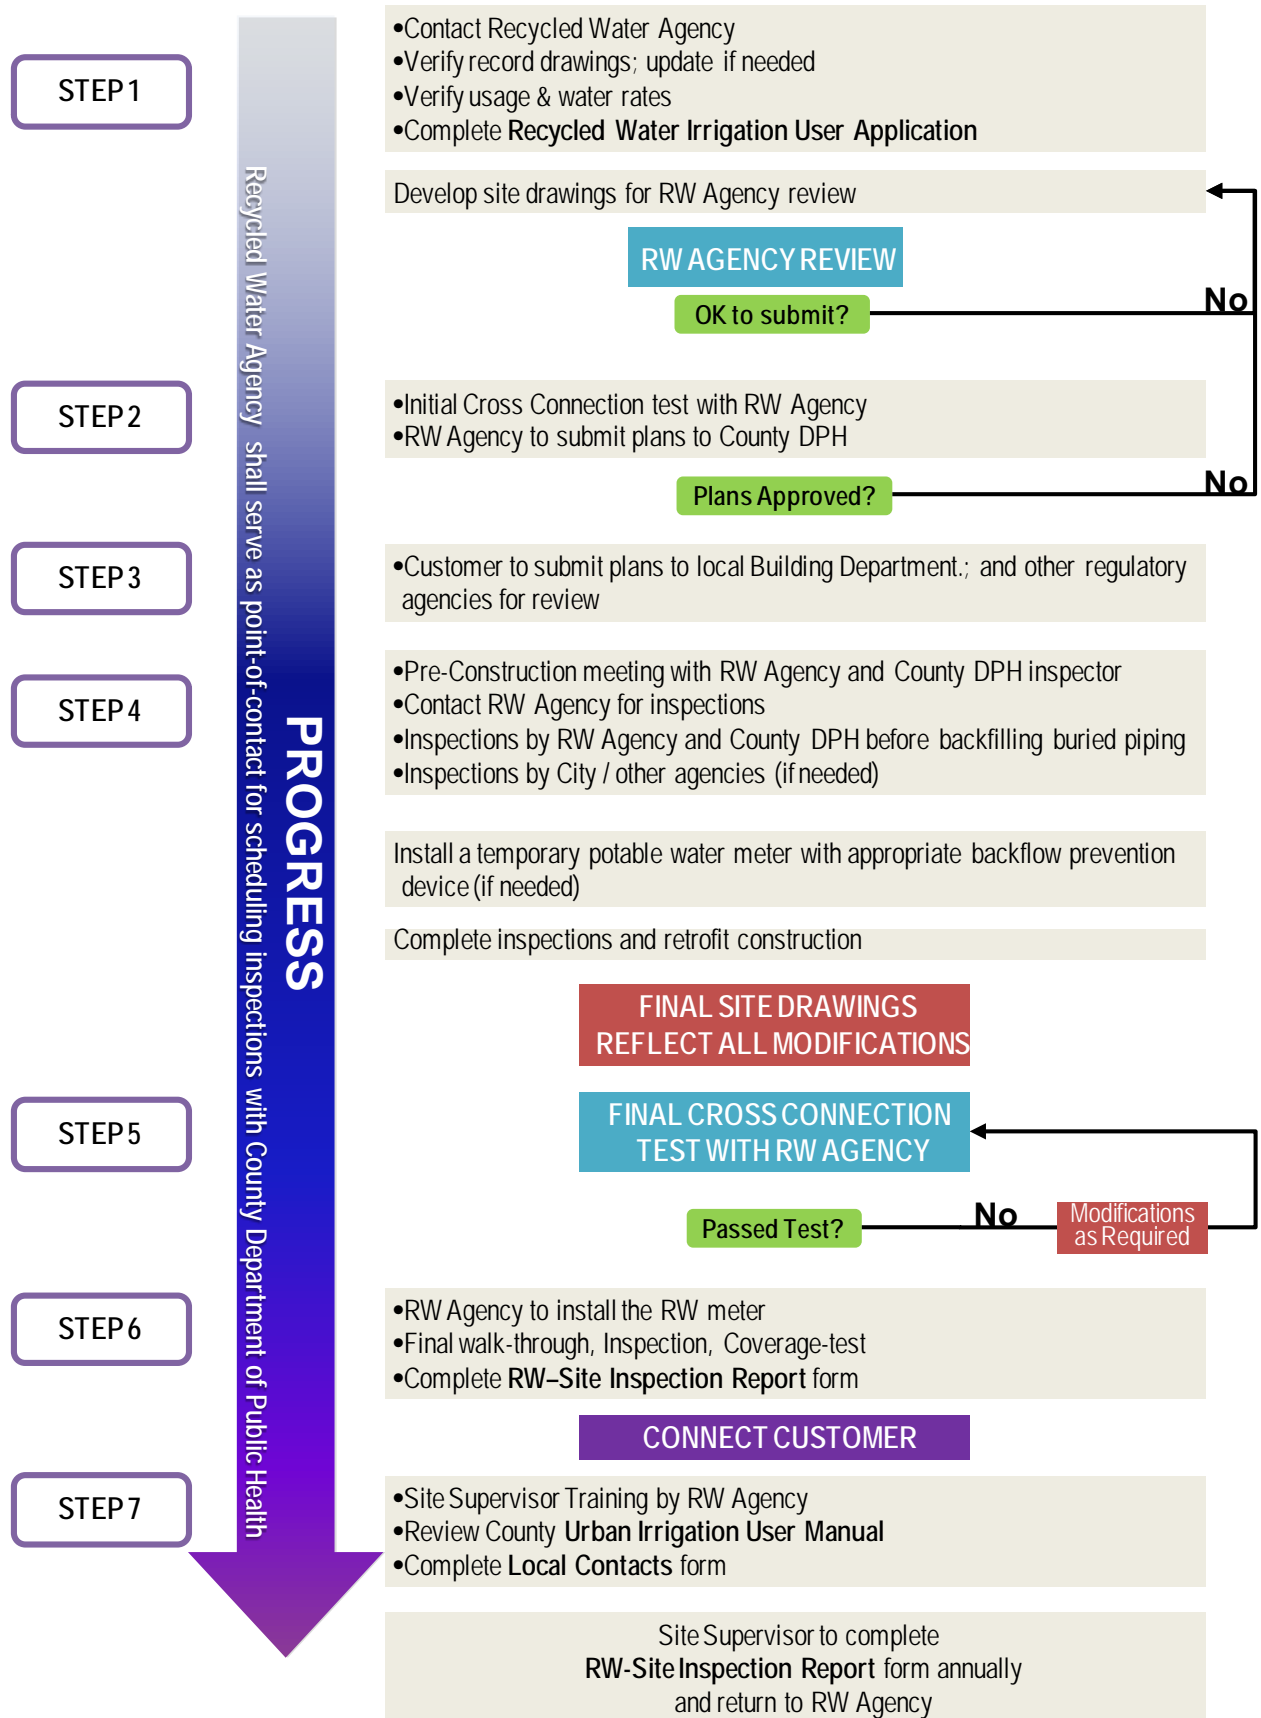 •Contact Recycled Water Agency
•Verify record drawings; update if needed
STEP 1
•Verify usage & water rates
•Complete Recycled Water Irrigation User Application
Develop site drawings for RW Agency review
RW AGENCY REVIEW
No
OK to submit?
STEP 2
•Initial Cross Connection test with RW Agency
•RW Agency to submit plans to County DPH
No
Plans Approved?
STEP 3
•Customer to submit plans to local Building Department.; and other regulatory
agencies for review
STEP 4
•Pre-Construction meeting with RW Agency and County DPH inspector
•Contact RW Agency for inspections
•Inspections by RW Agency and County DPH before backfilling buried piping
•Inspections by City / other agencies (if needed)
PROGRESS
Recycled Water Agency shall serve as point-of-contact for scheduling inspections with County Department of Public Health
Install a temporary potable water meter with appropriate backflow prevention
device (if needed)
Complete inspections and retrofit construction
FINAL SITE DRAWINGS
REFLECT ALL MODIFICATIONS
STEP 5
FINAL CROSS CONNECTION
TEST WITH RW AGENCY
Passed Test?
No
Modifications
as Required
STEP 6
•RW Agency to install the RW meter
•Final walk-through, Inspection, Coverage-test
•Complete RW–Site Inspection Report form
CONNECT CUSTOMER
STEP 7
•Site Supervisor Training by RW Agency
•Review County Urban Irrigation User Manual
•Complete Local Contacts form
Site Supervisor to complete
RW-Site Inspection Report form annually
and return to RW Agency